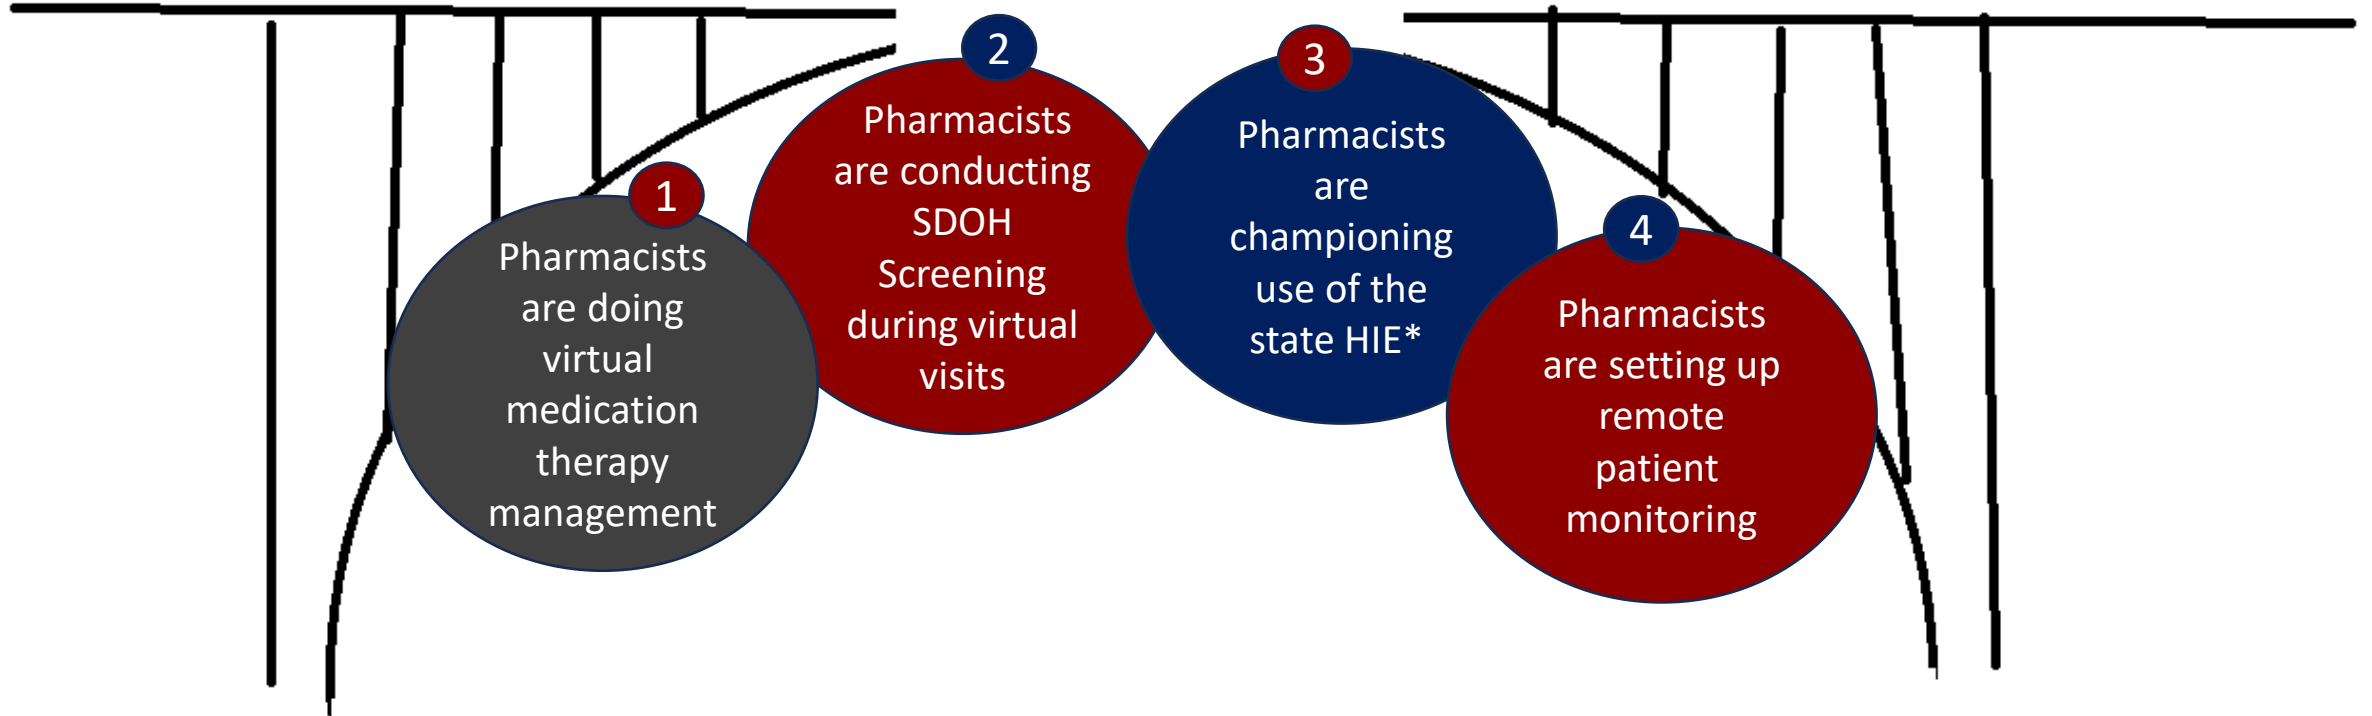 1
Pharmacists
are doing
virtual
medication
therapy
management
2
Pharmacists
are conducting
SDOH
Screening
during virtual
visits
3
Pharmacists
are
championing
use of the
state HIE*
4
Pharmacists
are setting up
remote
patient
monitoring